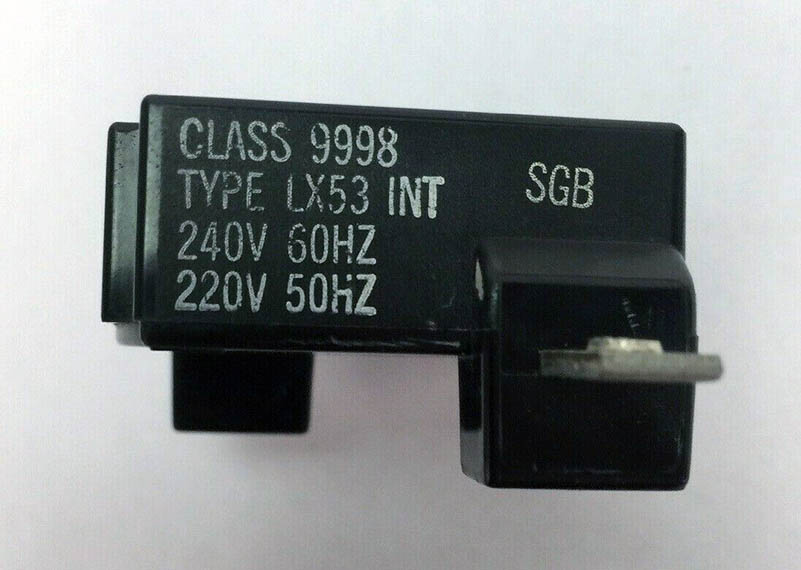 CLASS 9998
TYPE LX53 INT
SGB
240V 60HZ
220V 50HZ